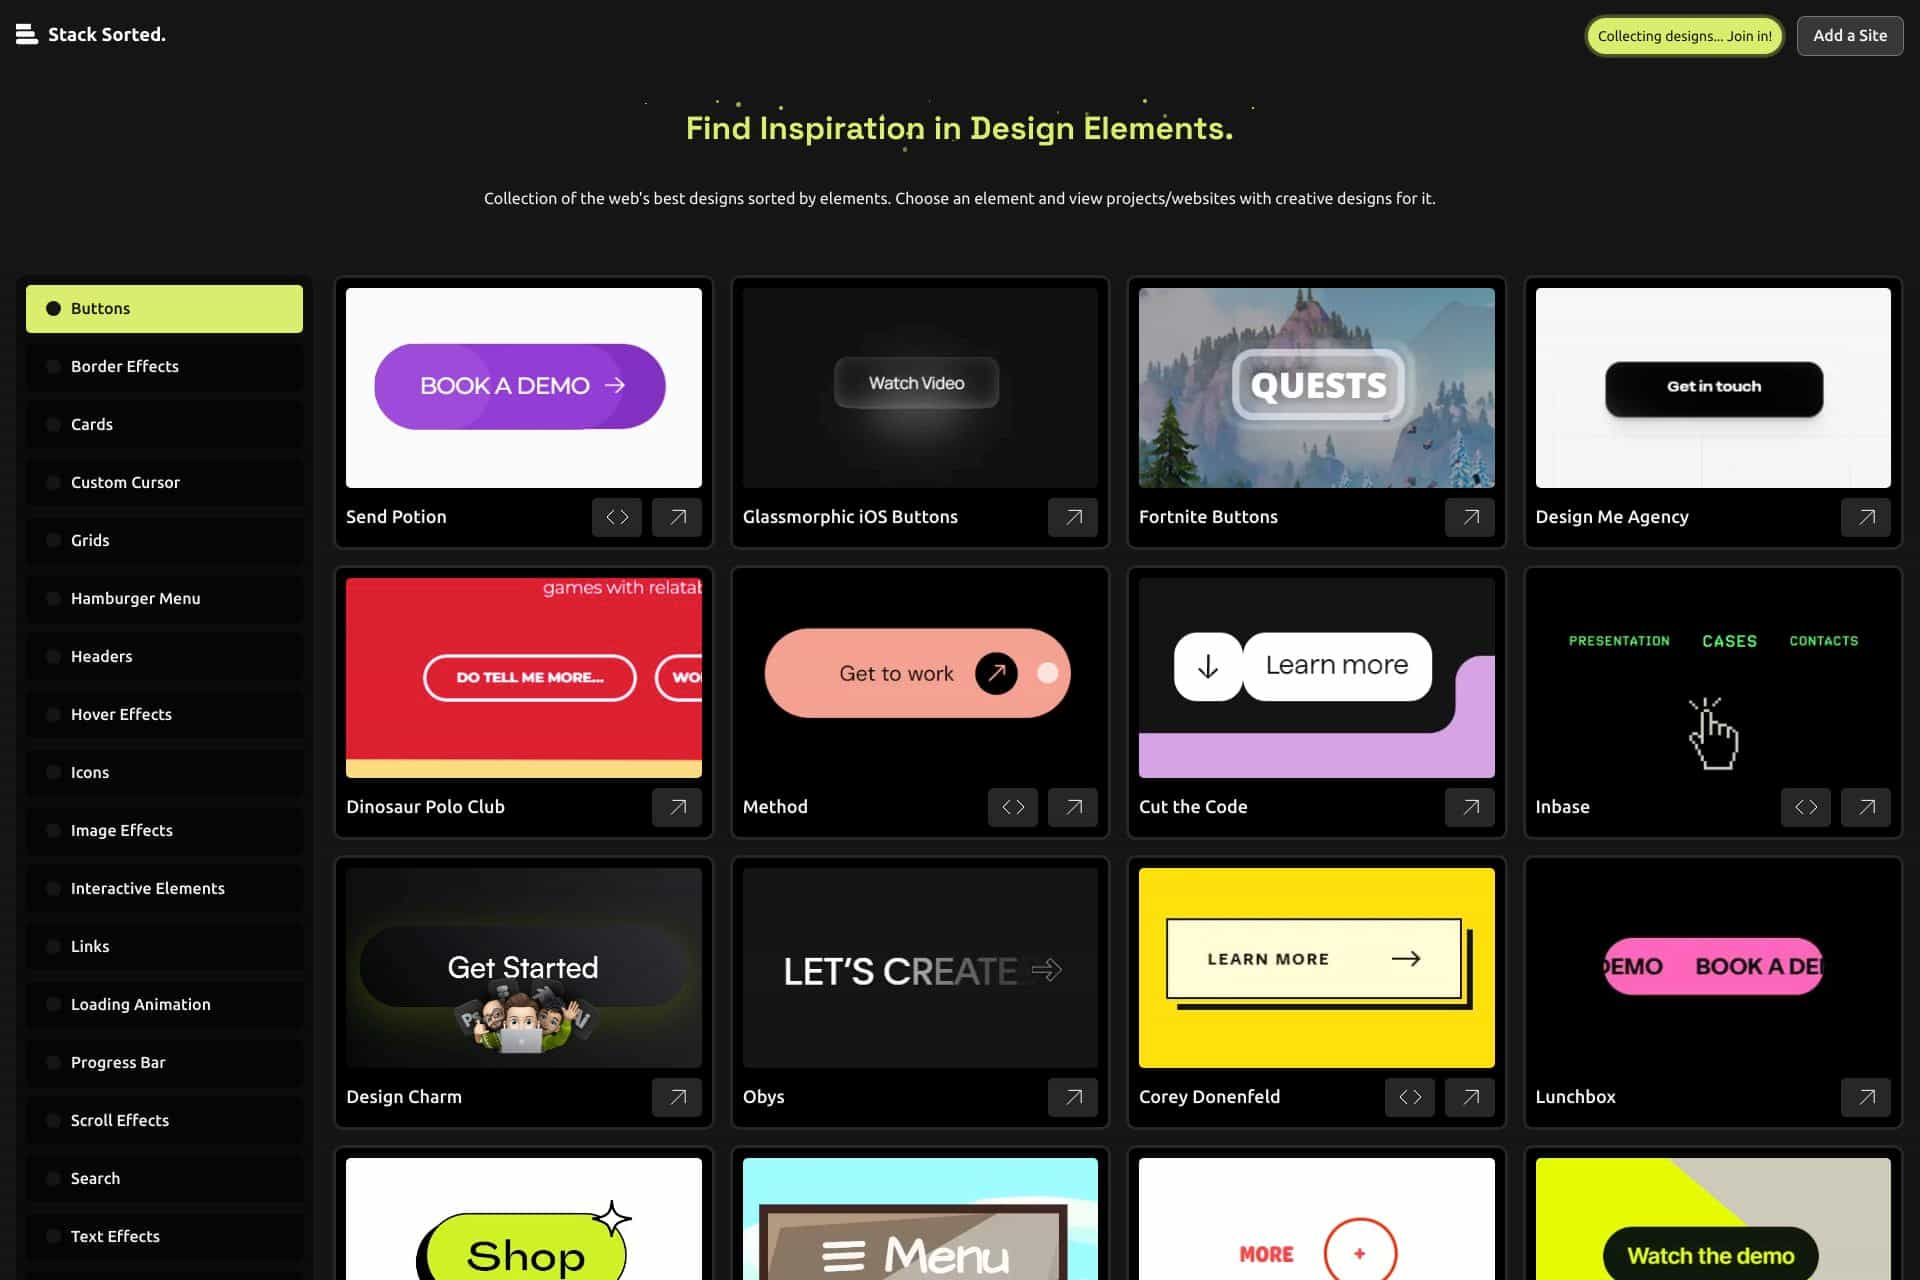 Stack Sorted.
Collecting designs... Join in!
Add a Site
Find Inspiration in Design Elements.
Collection of the web's best designs sorted by elements. Choose an element and view projects/websites with creative designs for it.
Buttons
Border Effects
Cards
Custom Cursor
Grids
Hamburger Menu
Headers
Hover Effects
Icons
Image Effects
Interactive Elements
Links
Loading Animation
Progress Bar
Scroll Effects
Search
Text Effects
BOOK A DEMO
Send Potion
Watch Video
Glassmorphic iOS Buttons
QUESTS
Fortnite Buttons
Get in touch
Design Me Agency
games with relatab
DO TELL ME MORE...
WO
Dinosaur Polo Club
Get to work
Method
Learn more
Cut the Code
PRESENTATION
CASES
CONTACTS
Inbase
Get Started
Ps
Ai
Design Charm
LET'S CREATE
Obys
LEARN MORE
Corey Donenfeld
DEMO BOOK A DE
Lunchbox
Shop
Menu
MORE
Watch the demo